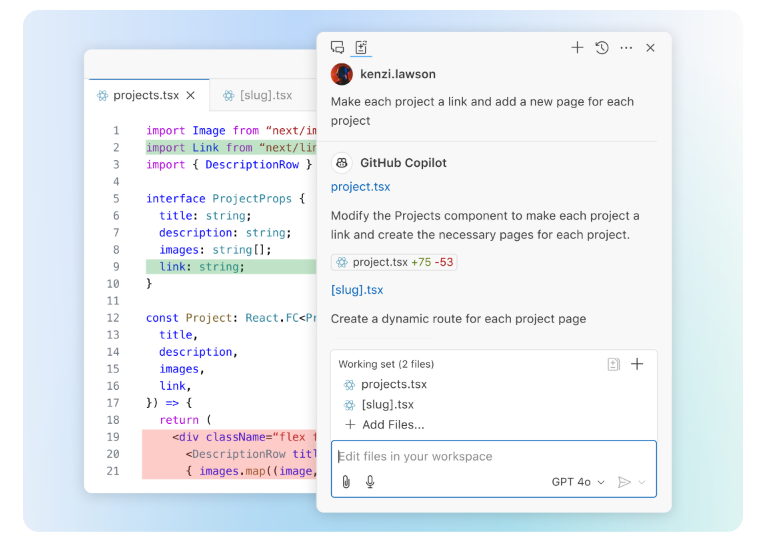 projects.tsx
[slug].tsx
1 import Image from “next/im
2 import Link from “next/lin
3 import { DescriptionRow }
4
5 interface ProjectProps {
6 title: string;
7 description: string;
8 images: string[];
9 link: string;
10 }
11
12 const Project: React.FC<Pr
13 title,
14 description,
15 images,
16 link,
17 }) => {
18 return (
19 <div className=“flex f
20 <DescriptionRow titl
21 { images.map((image,
kenzi.lawson
Make each project a link and add a new page for each
project
GitHub Copilot
project.tsx
Modify the Projects component to make each project a
link and create the necessary pages for each project.
project.tsx +75 -53
[slug].tsx
Create a dynamic route for each project page
Working set (2 files)
projects.tsx
[slug].tsx
Add Files...
Edit files in your workspace
GPT 4o